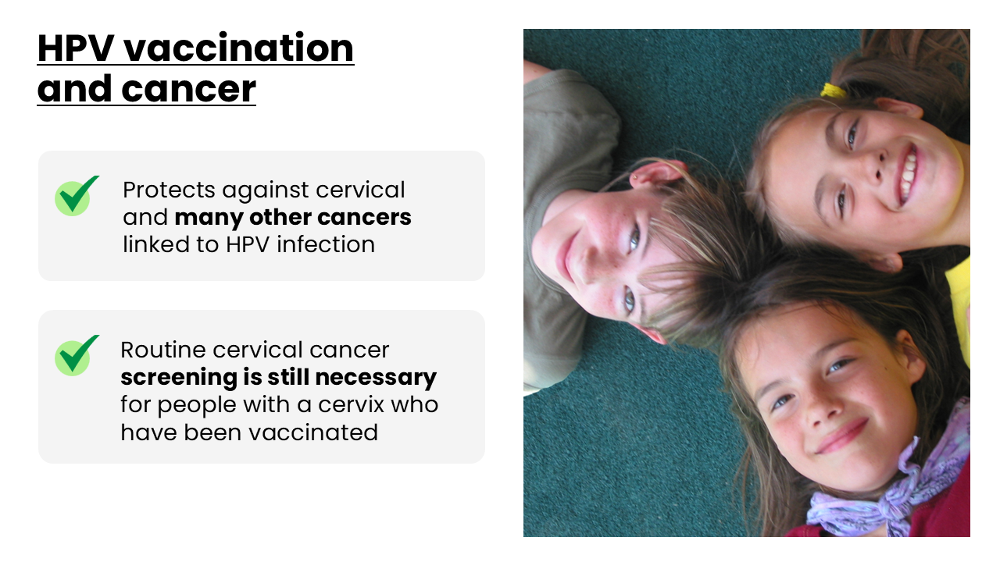 HPV vaccination
and cancer
Protects against cervical
and many other cancers
linked to HPV infection
Routine cervical cancer
screening is still necessary
for people with a cervix who
have been vaccinated